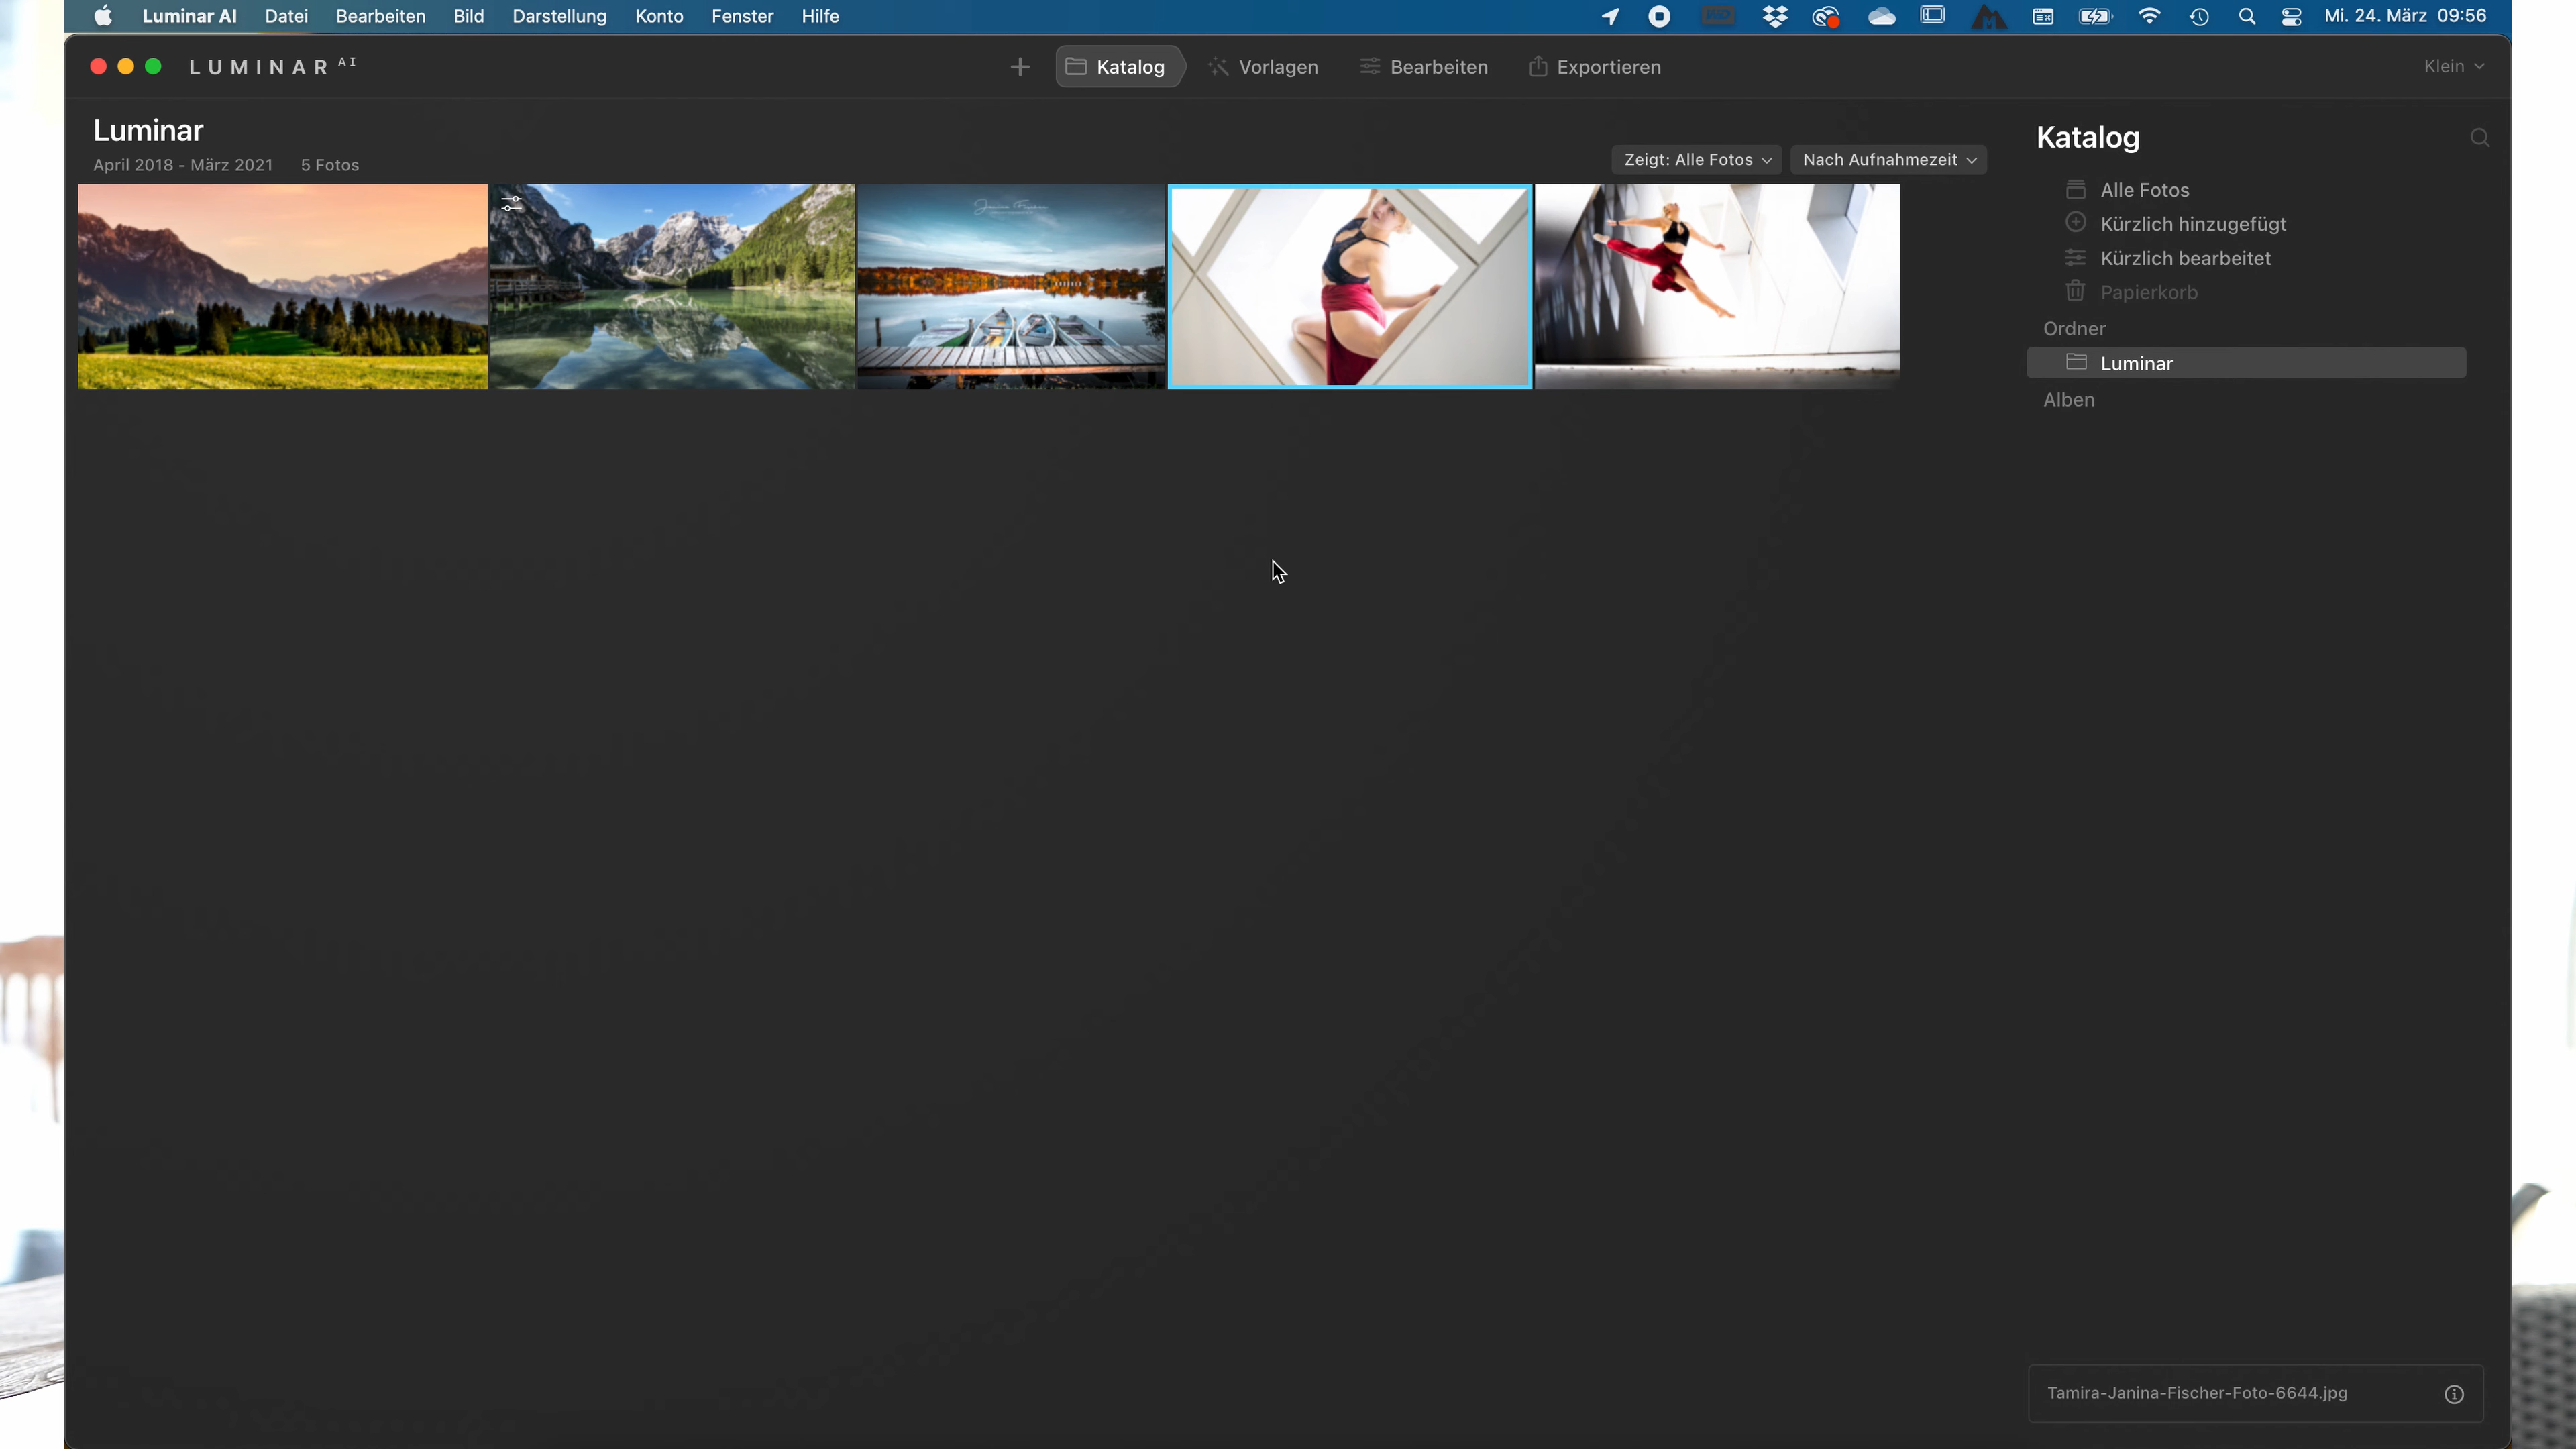 Luminar AI Datei Bearbeiten Bild Darstellung Konto Fenster Hilfe Mi. 24. März 09:56
LUMINAR AI
Katalog Vorlagen Bearbeiten Exportieren Klein
Luminar
April 2018 - März 2021 5 Fotos
Zeigt: Alle Fotos Nach Aufnahmezeit
Katalog
Alle Fotos
Kürzlich hinzugefügt
Kürzlich bearbeitet
Papierkorb
Ordner
Luminar
Alben
Tamira-Janina-Fischer-Foto-6644.jpg